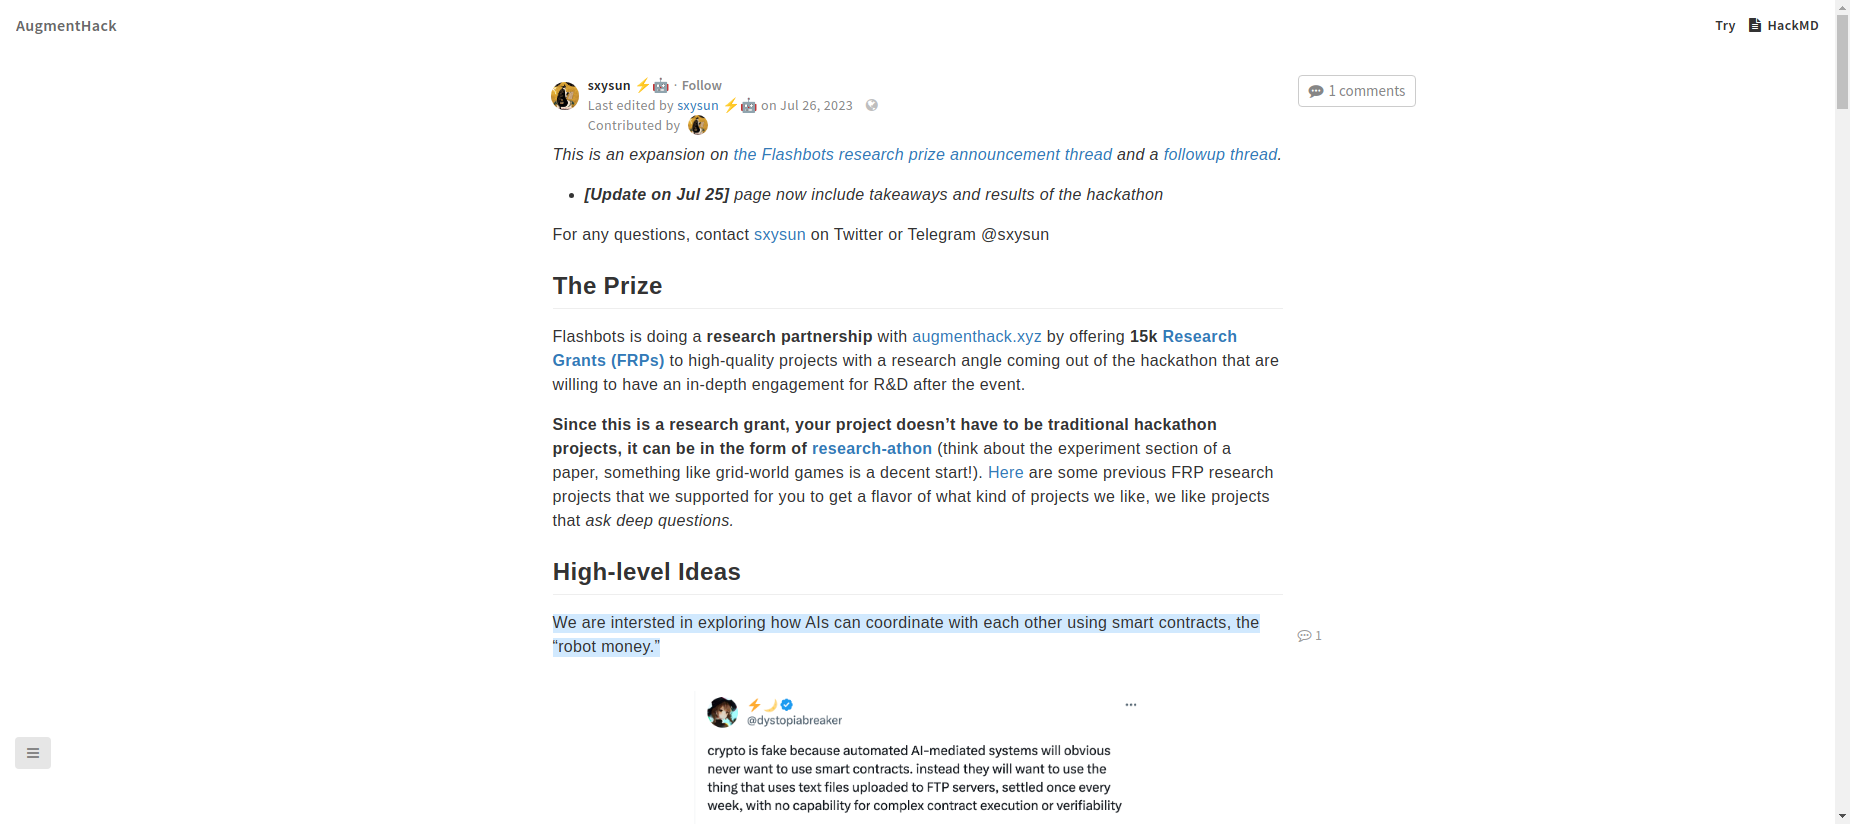 AugmentHack
Try HackMD
sxysun ⚡🤖 · Follow
Last edited by sxysun ⚡🤖 on Jul 26, 2023
Contributed by
1 comments
This is an expansion on the Flashbots research prize announcement thread and a followup thread.
• [Update on Jul 25] page now include takeaways and results of the hackathon
For any questions, contact sxysun on Twitter or Telegram @sxysun
The Prize
Flashbots is doing a research partnership with augmenthack.xyz by offering 15k Research
Grants (FRPs) to high-quality projects with a research angle coming out of the hackathon that are
willing to have an in-depth engagement for R&D after the event.
Since this is a research grant, your project doesn’t have to be traditional hackathon
projects, it can be in the form of research-athon (think about the experiment section of a
paper, something like grid-world games is a decent start!). Here are some previous FRP research
projects that we supported for you to get a flavor of what kind of projects we like, we like projects
that ask deep questions.
High-level Ideas
We are intersted in exploring how AIs can coordinate with each other using smart contracts, the
“robot money.”
1
⚡🌙
@dystopiabreaker
crypto is fake because automated AI-mediated systems will obvious
never want to use smart contracts. instead they will want to use the
thing that uses text files uploaded to FTP servers, settled once every
week, with no capability for complex contract execution or verifiability